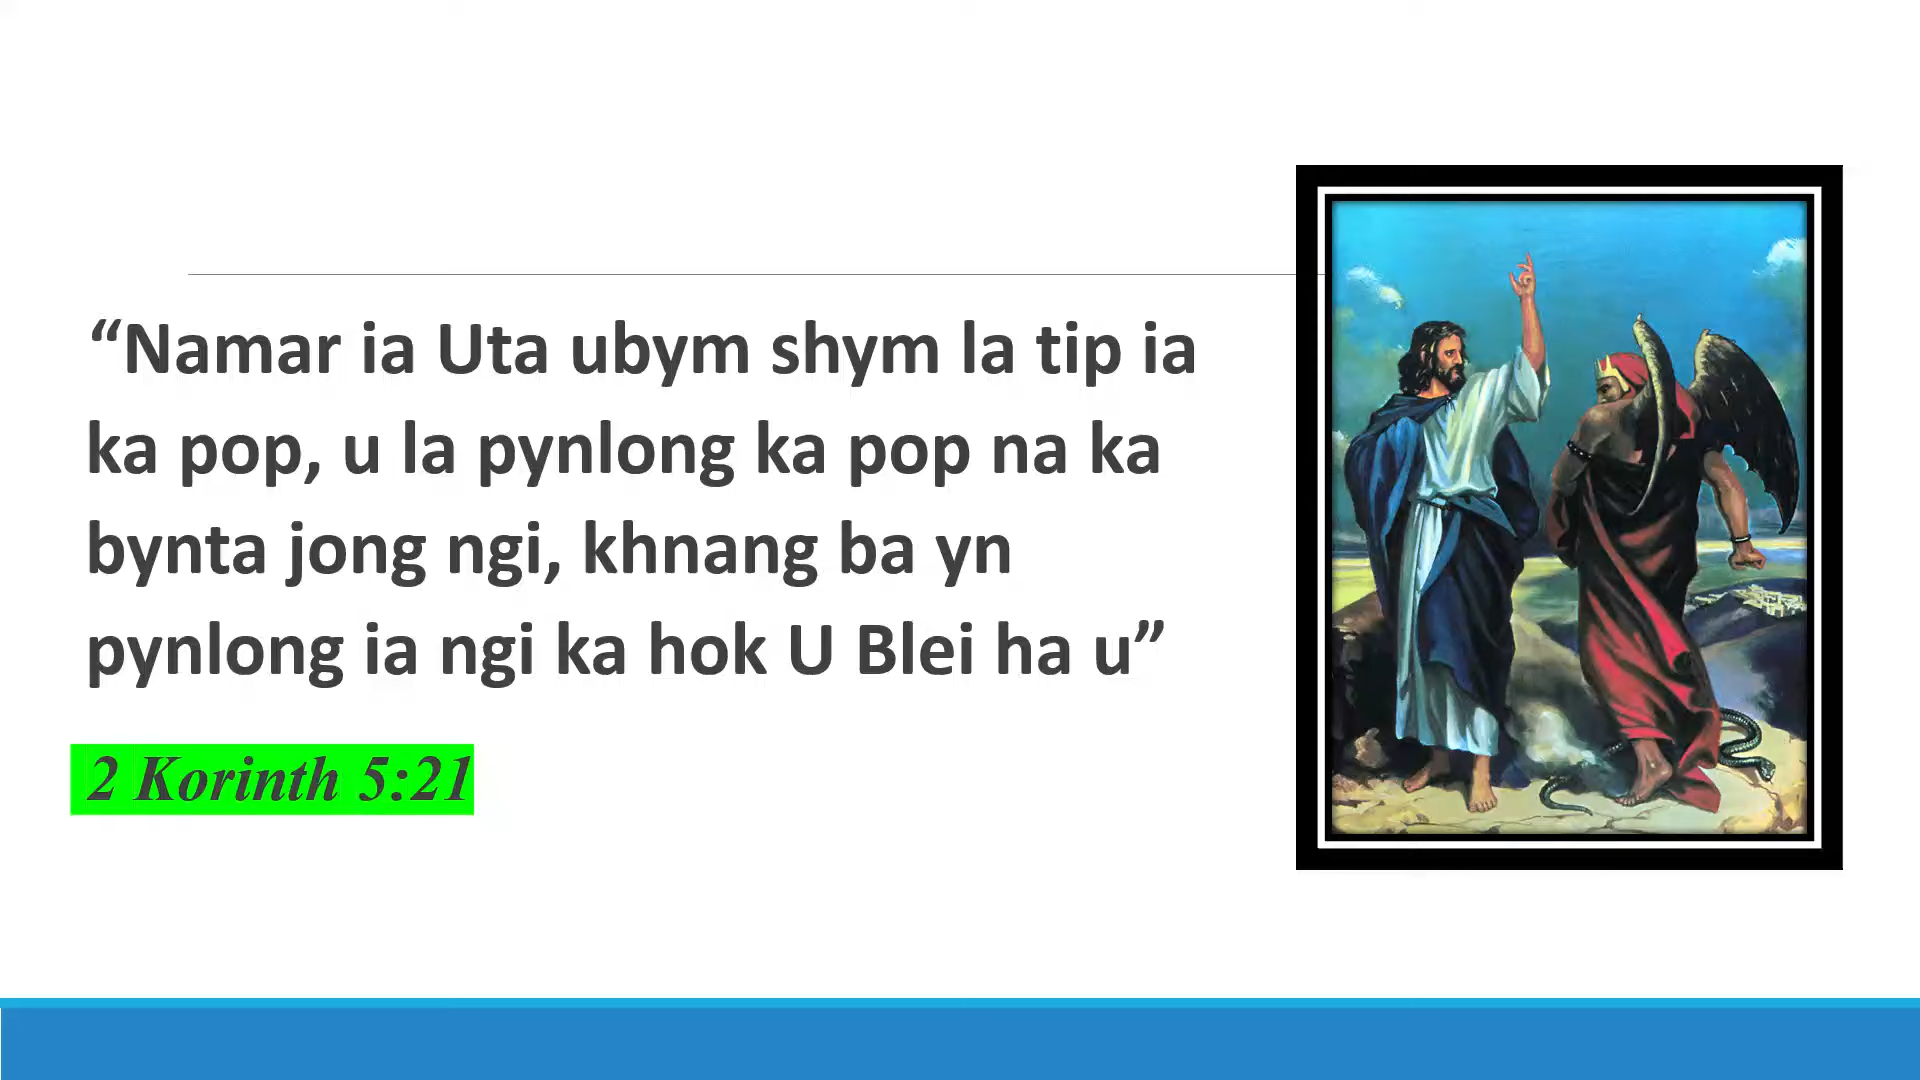 “Namar ia Uta ubym shym la tip ia
ka pop, u la pynlong ka pop na ka
bynta jong ngi, khnang ba yn
pynlong ia ngi ka hok U Blei ha u”
2 Korinth 5:21